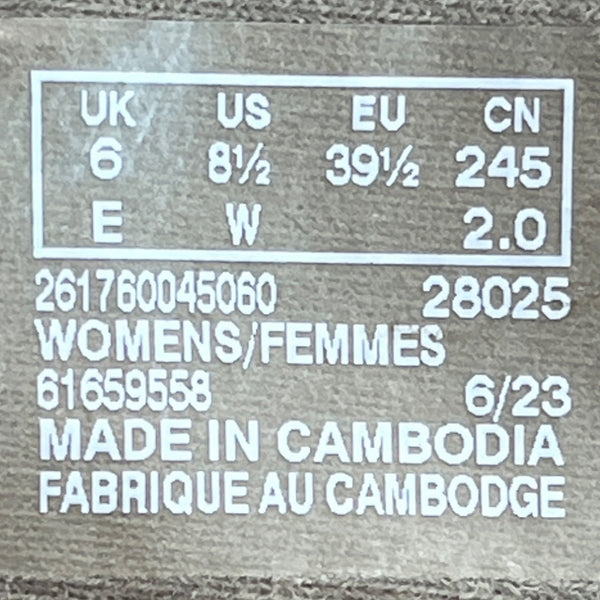 UK US EU CN
6 8½ 39½ 245
E W 2.0
261760045060 28025
WOMENS/FEMMES
61659558 6/23
MADE IN CAMBODIA
FABRIQUE AU CAMBODGE